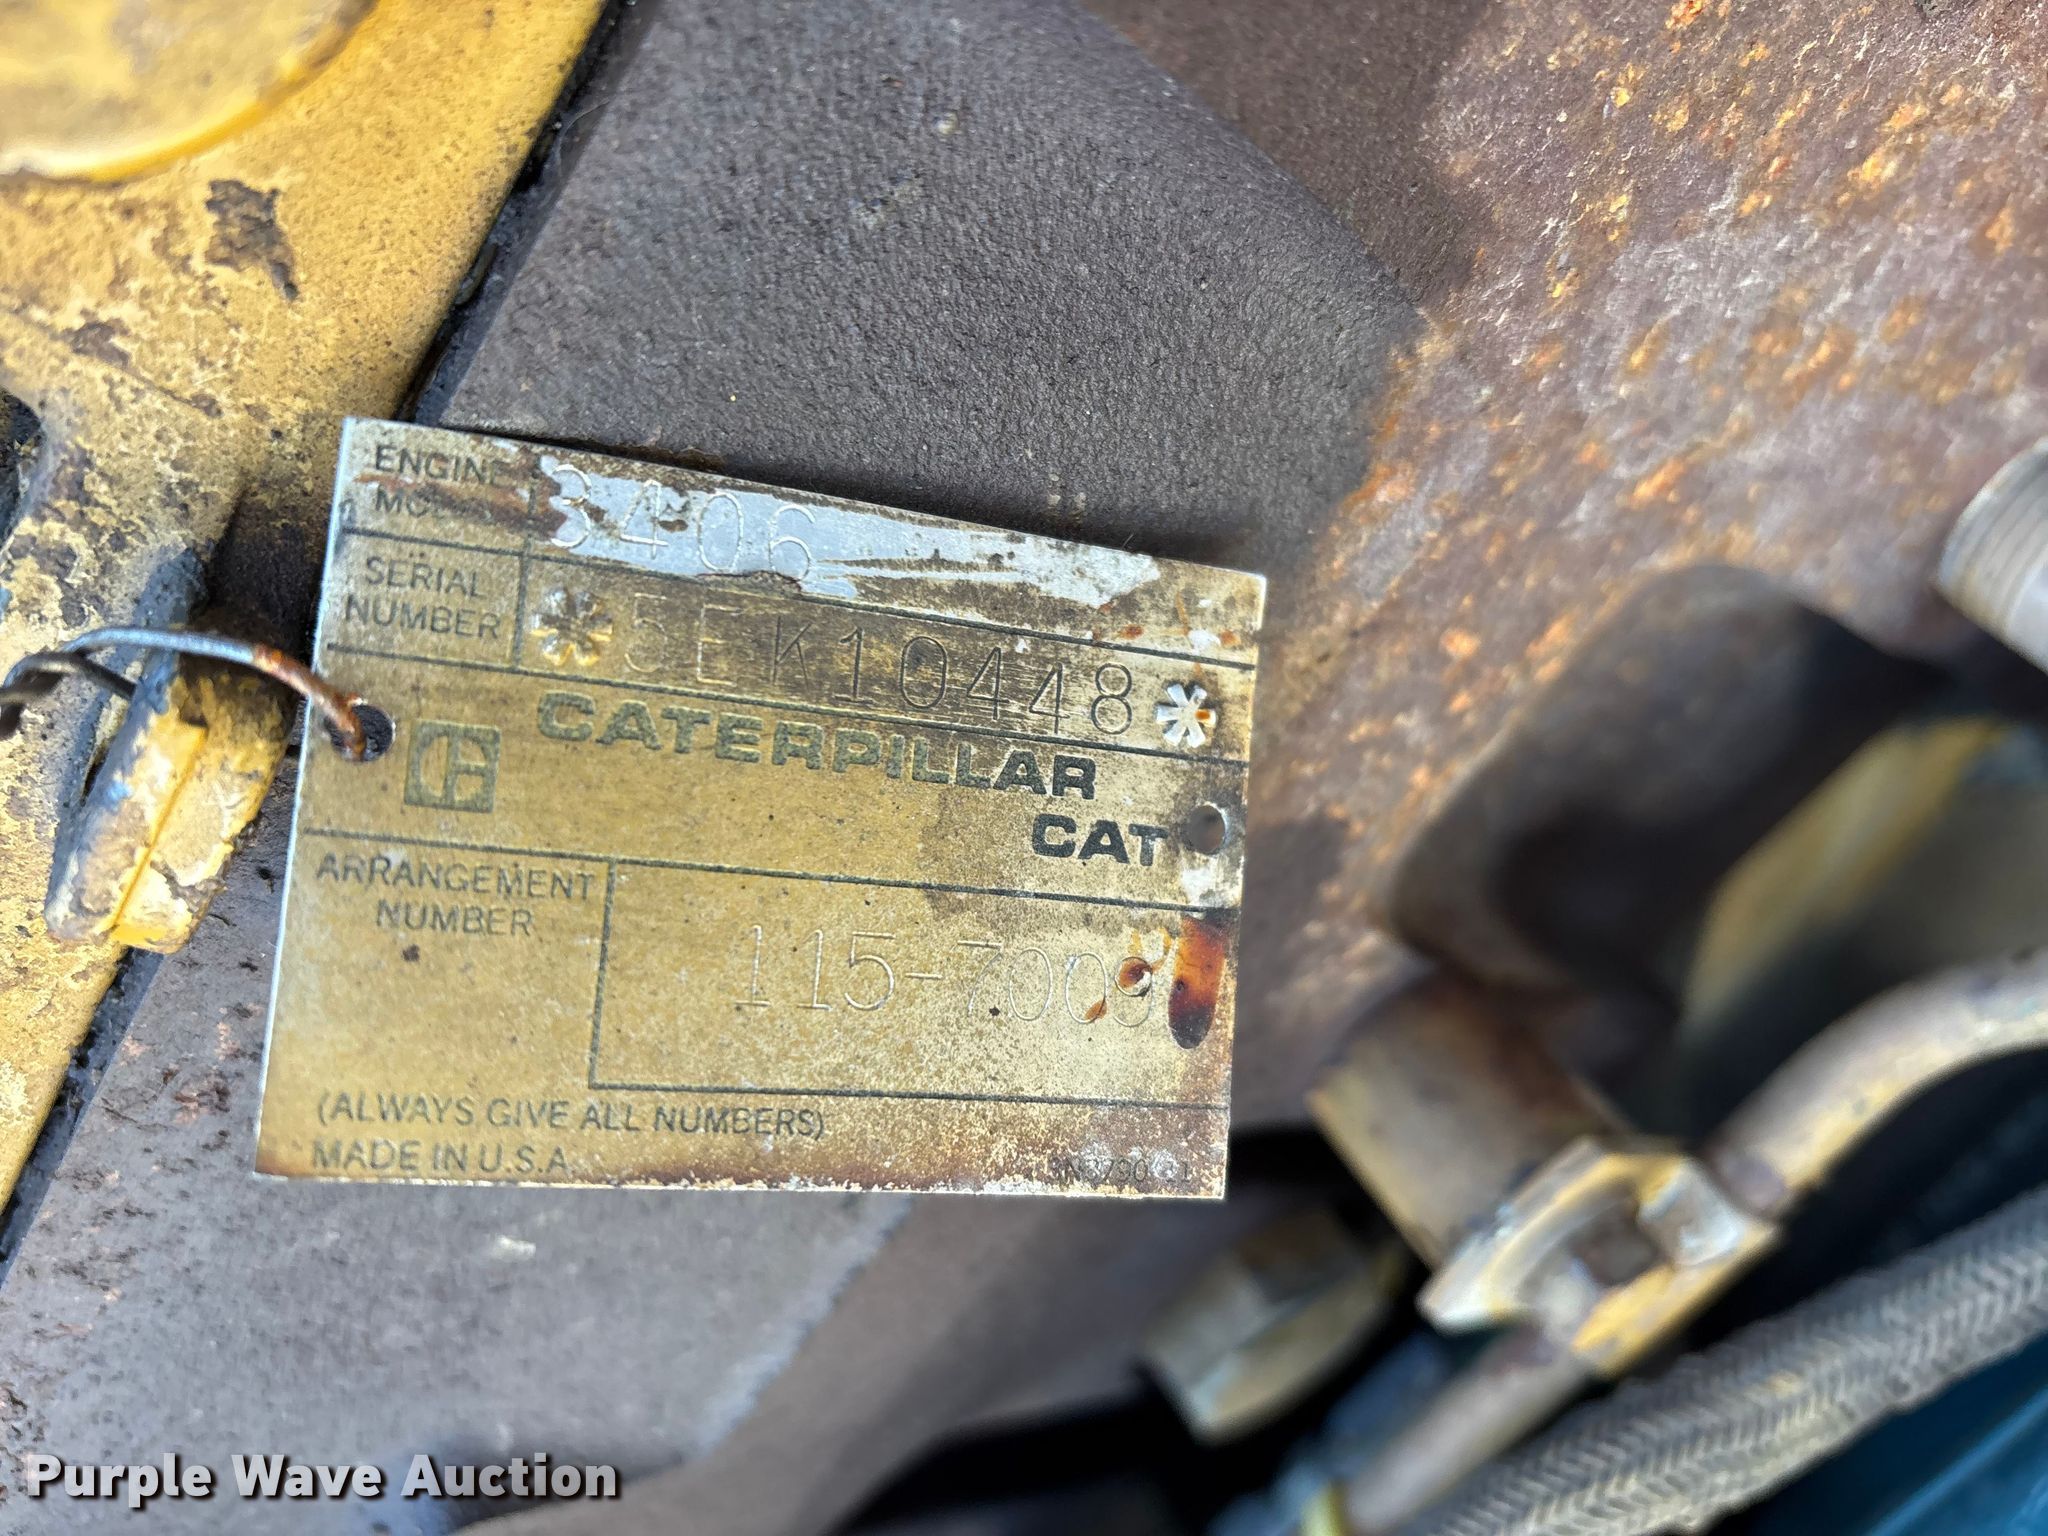 ENGINE
MODEL
3406
SERIAL
NUMBER
*5EK10448*
CATERPILLAR
CAT
ARRANGEMENT
NUMBER
115-7009
(ALWAYS GIVE ALL NUMBERS)
MADE IN U.S.A.
Purple Wave Auction